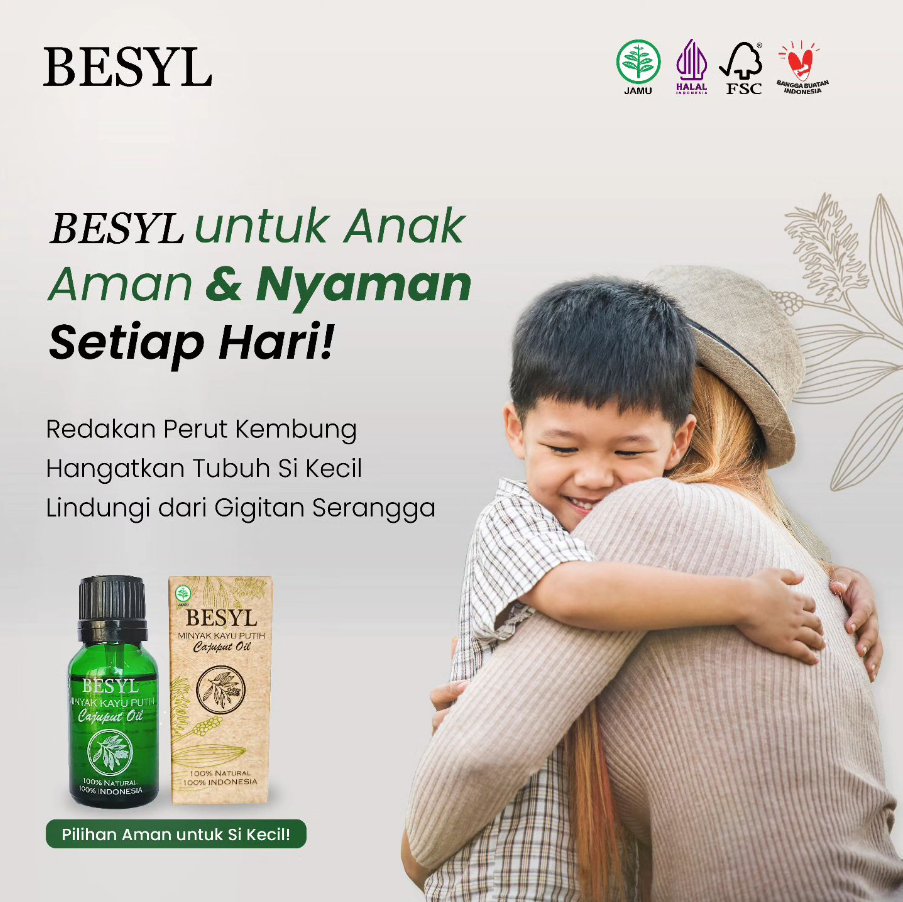 BESYL
JAMU
HALAL
INDONESIA
FSC
BANGGA BUATAN
INDONESIA
BESYL untuk Anak
Aman & Nyaman
Setiap Hari!
Redakan Perut Kembung
Hangatkan Tubuh Si Kecil
Lindungi dari Gigitan Serangga
BESYL
MINYAK KAYU PUTIH
Cajuput Oil
100% NATURAL
100% INDONESIA
JAMU
BESYL
MINYAK KAYU PUTIH
Cajuput Oil
100% NATURAL
100% INDONESIA
Pilihan Aman untuk Si Kecil!